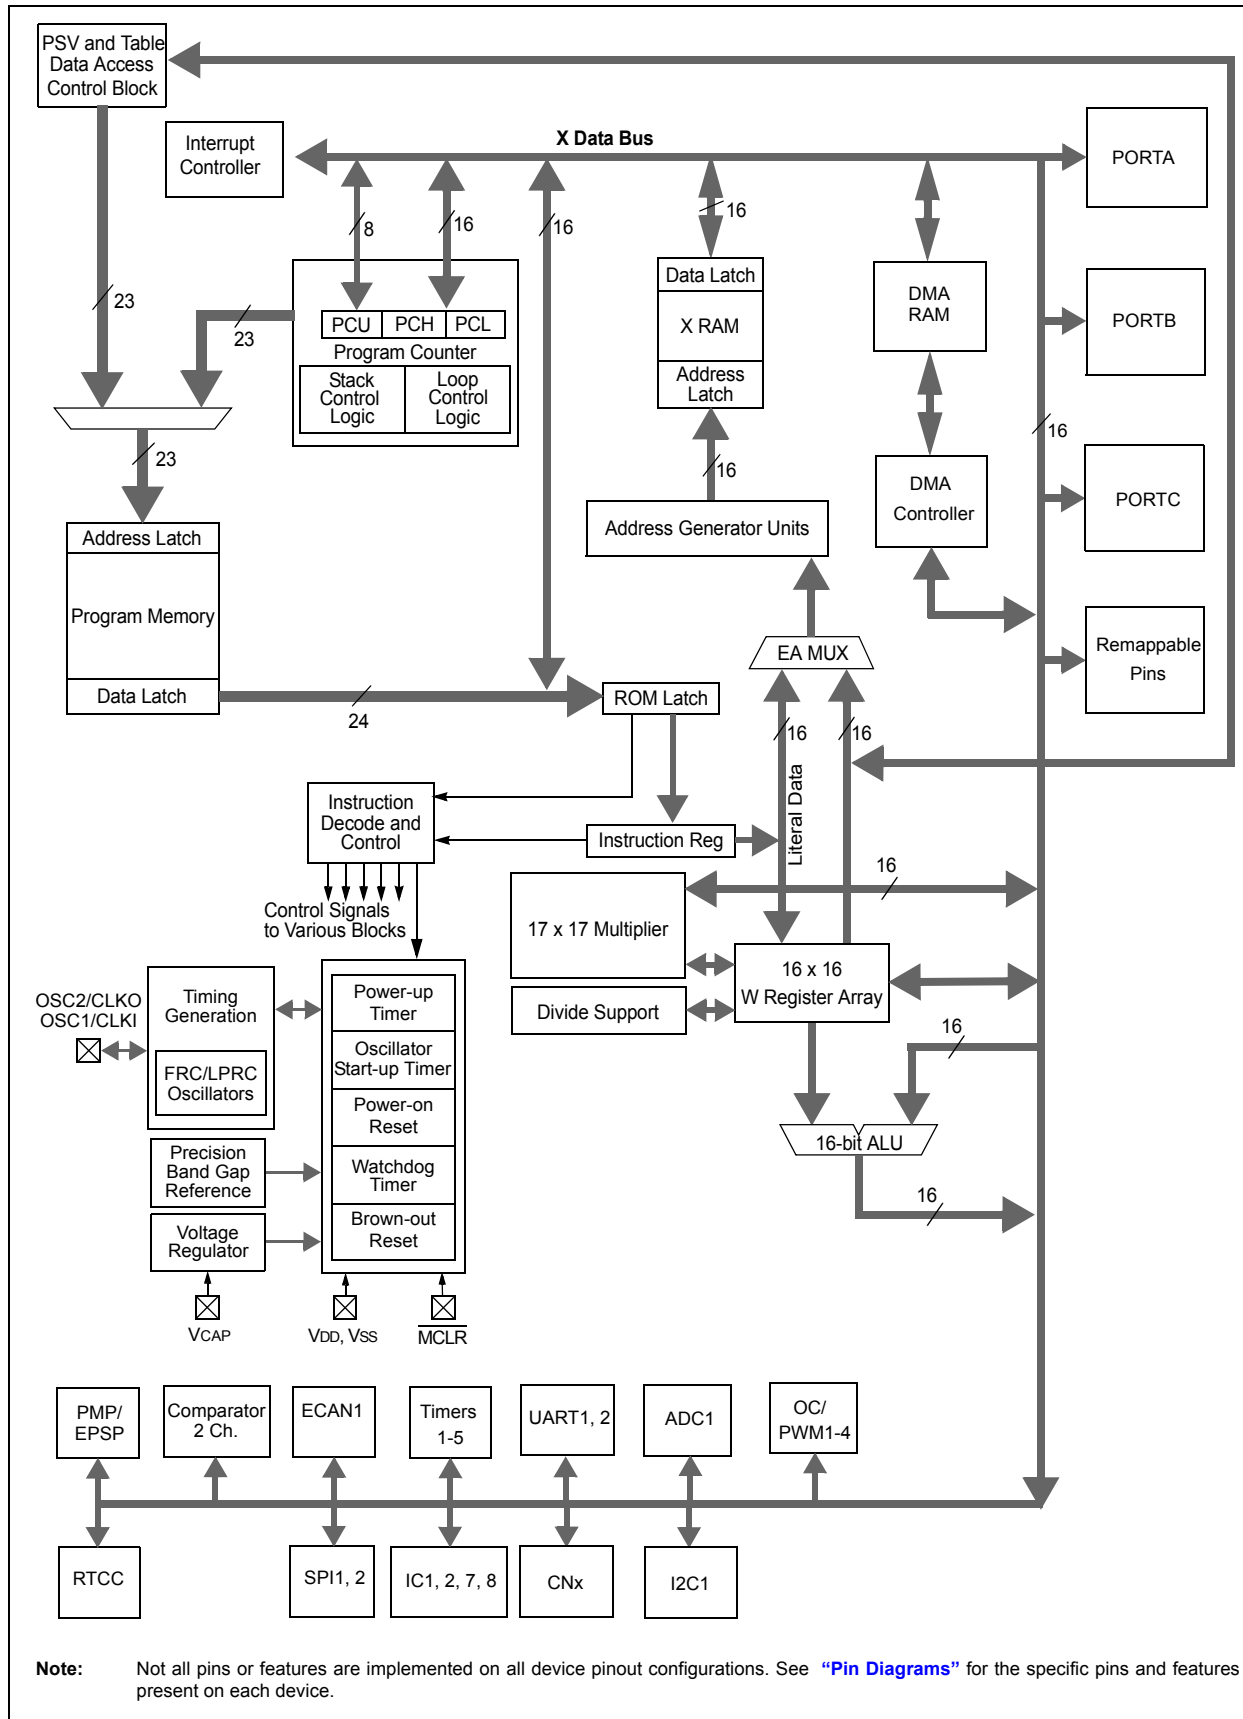 PSV and Table
Data Access
Control Block
Interrupt
Controller
X Data Bus
PORTA
8
16
16
16
Data Latch
X RAM
Address
Latch
DMA
RAM
PORTB
23
23
PCU
PCH
PCL
Program Counter
Stack
Control
Logic
Loop
Control
Logic
16
23
16
DMA
Controller
PORTC
Address Generator Units
Address Latch
Program Memory
Data Latch
24
ROM Latch
EA MUX
Remappable
Pins
16
16
Literal Data
Instruction
Decode and
Control
Instruction Reg
Control Signals
to Various Blocks
16
17 x 17 Multiplier
16 x 16
W Register Array
Divide Support
OSC2/CLKO
OSC1/CLKI
Timing
Generation
FRC/LPRC
Oscillators
Power-up
Timer
Oscillator
Start-up Timer
Power-on
Reset
Watchdog
Timer
Brown-out
Reset
16
16-bit ALU
16
Precision
Band Gap
Reference
Voltage
Regulator
VCAP
VDD, VSS
MCLR
PMP/
EPSP
Comparator
2 Ch.
ECAN1
Timers
1-5
UART1, 2
ADC1
OC/
PWM1-4
RTCC
SPI1, 2
IC1, 2, 7, 8
CNx
I2C1
Note: Not all pins or features are implemented on all device pinout configurations. See “Pin Diagrams” for the specific pins and features
present on each device.